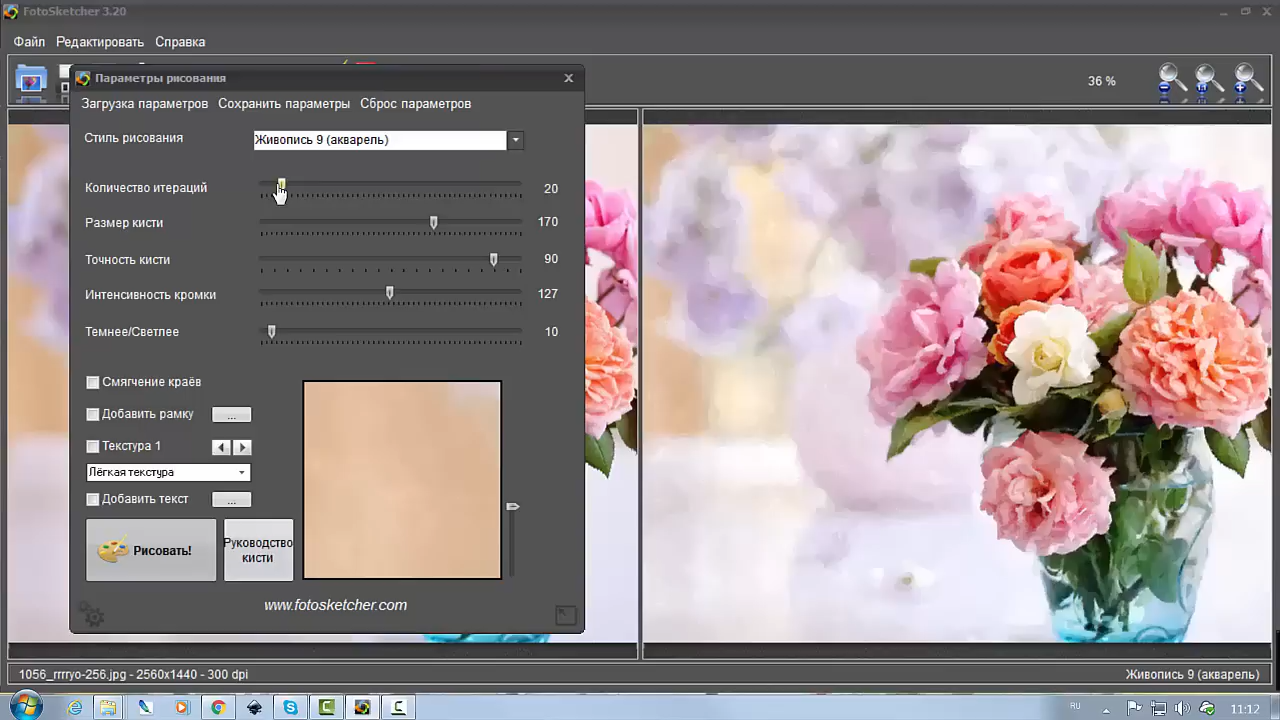 FotoSketcher 3.20
Файл Редактировать Справка
36 %
Параметры рисования
Загрузка параметров Сохранить параметры Сброс параметров
Стиль рисования Живопись 9 (акварель)
Количество итераций 20
Размер кисти 170
Точность кисти 90
Интенсивность кромки 127
Темнее/Светлее 10
Смягчение краёв
Добавить рамку ...
Текстура 1
Лёгкая текстура
Добавить текст ...
Рисовать!
Руководство
кисти
www.fotosketcher.com
1056_rrrryo-256.jpg - 2560x1440 - 300 dpi Живопись 9 (акварель)
RU 11:12